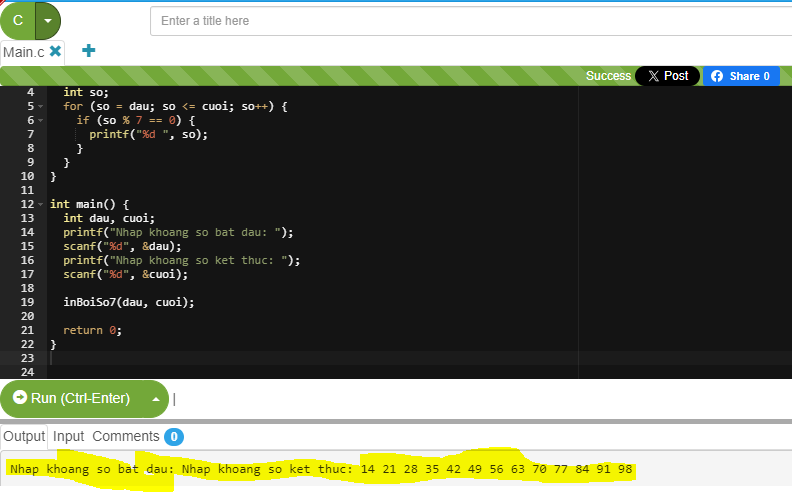 C
Enter a title here
Main.c
Success Post Share 0
4 int so;
5 for (so = dau; so <= cuoi; so++) {
6 if (so % 7 == 0) {
7 printf("%d ", so);
8 }
9 }
10 }
11
12 int main() {
13 int dau, cuoi;
14 printf("Nhap khoang so bat dau: ");
15 scanf("%d", &dau);
16 printf("Nhap khoang so ket thuc: ");
17 scanf("%d", &cuoi);
18
19 inBoiSo7(dau, cuoi);
20
21 return 0;
22 }
23
24
Run (Ctrl-Enter)
Output Input Comments 0
Nhap khoang so bat dau: Nhap khoang so ket thuc: 14 21 28 35 42 49 56 63 70 77 84 91 98